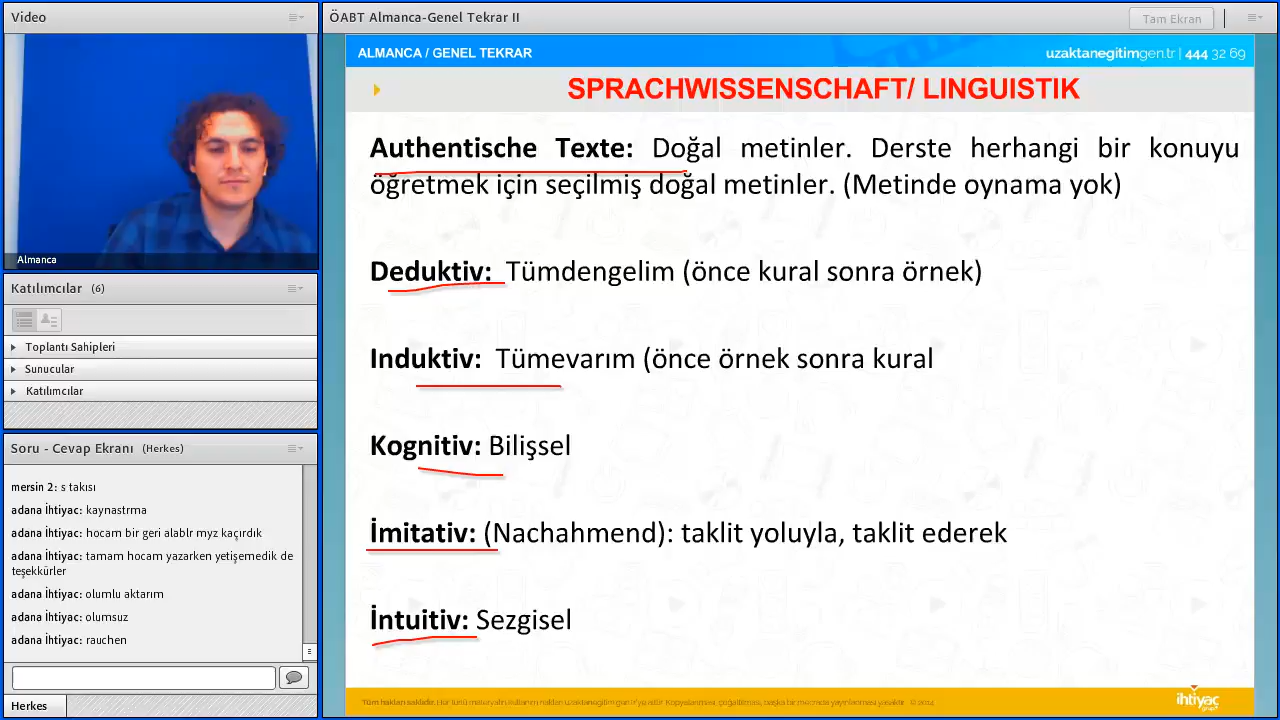 Video
Almanca
Katılımcılar (6)
Toplantı Sahipleri
Sunucular
Katılımcılar
Soru - Cevap Ekranı (Herkes)
mersin 2: s takısı
adana İhtiyac: kaynastrma
adana İhtiyac: hocam bir geri alablr myz kaçırdık
adana İhtiyac: tamam hocam yazarken yetişemedik de
teşekkürler
adana İhtiyac: olumlu aktarım
adana İhtiyac: olumsuz
adana İhtiyac: rauchen
Herkes
ÖABT Almanca-Genel Tekrar II
Tam Ekran
ALMANCA / GENEL TEKRAR
uzaktanegitimgen.tr | 444 32 69
SPRACHWISSENSCHAFT/ LINGUISTIK
Authentische Texte: Doğal metinler. Derste herhangi bir konuyu
öğretmek için seçilmiş doğal metinler. (Metinde oynama yok)
Deduktiv: Tümdengelim (önce kural sonra örnek)
Induktiv: Tümevarım (önce örnek sonra kural
Kognitiv: Bilişsel
İmitativ: (Nachahmend): taklit yoluyla, taklit ederek
İntuitiv: Sezgisel
Tüm hakları saklıdır.
© 2014
ihtiyaç